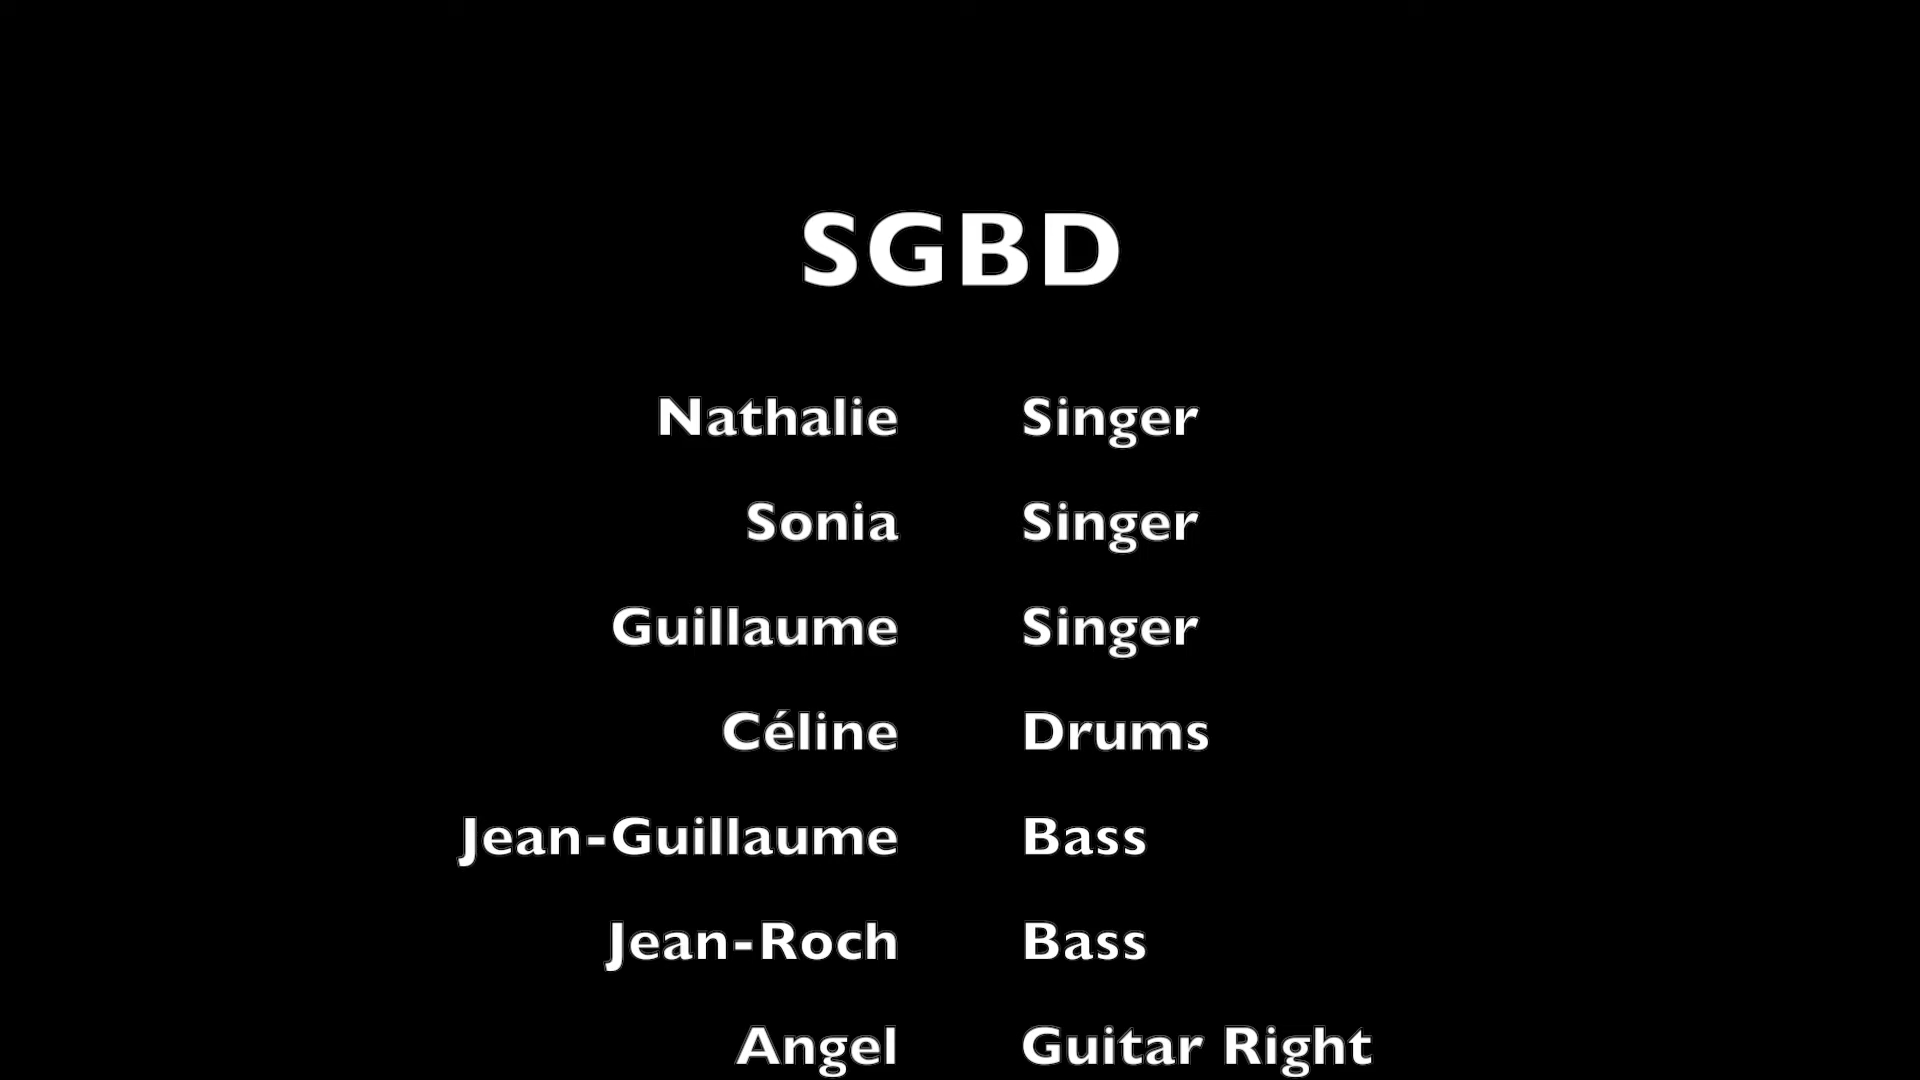 SGBD
Nathalie Singer
Sonia Singer
Guillaume Singer
Céline Drums
Jean-Guillaume Bass
Jean-Roch Bass
Angel Guitar Right